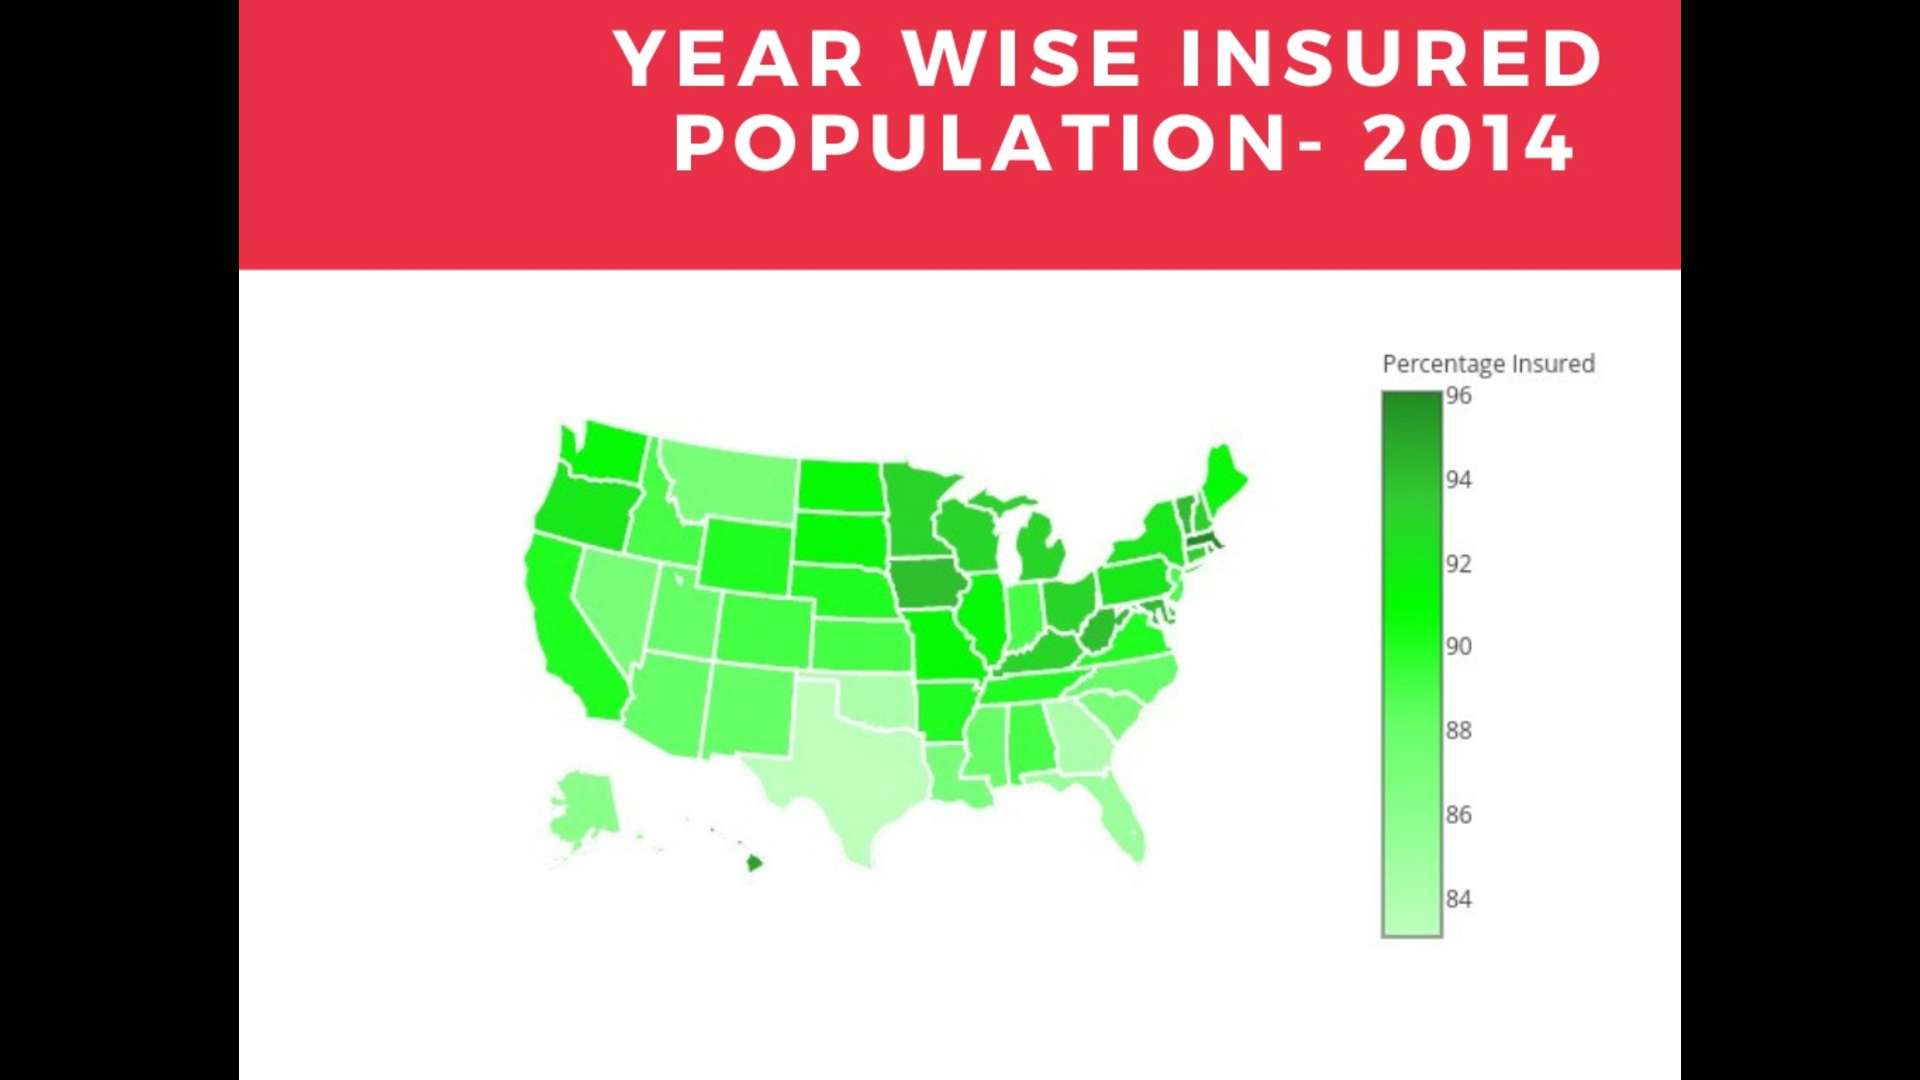 YEAR WISE INSURED
POPULATION- 2014
Percentage Insured
96
94
92
90
88
86
84